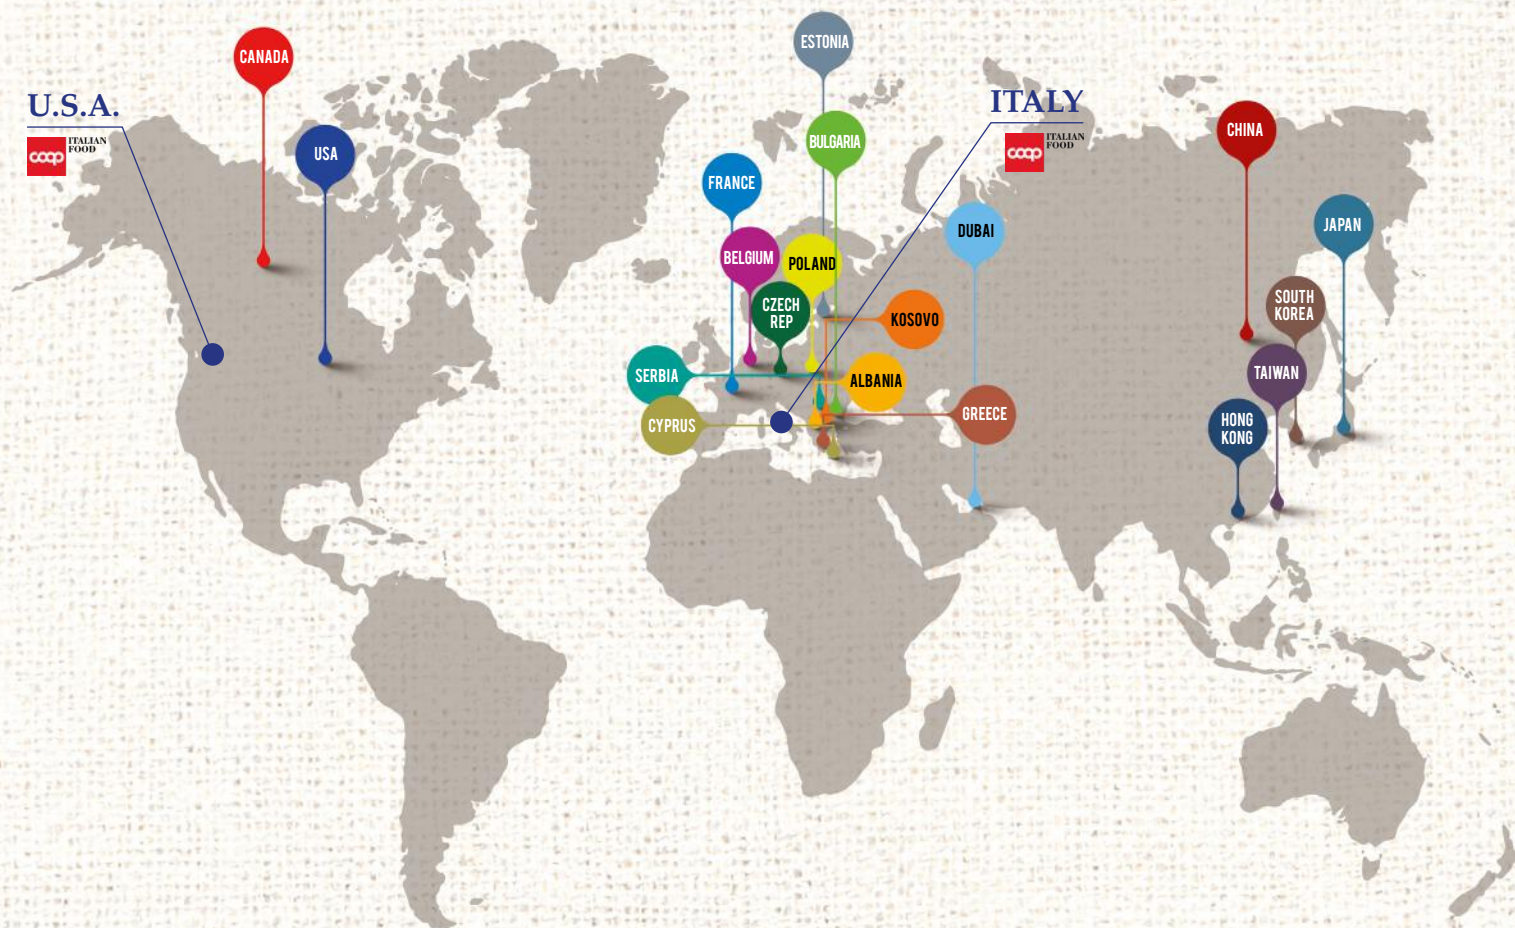 ESTONIA
CANADA
U.S.A.
coop
ITALIAN
FOOD
USA
ITALY
coop
ITALIAN
FOOD
BULGARIA
CHINA
FRANCE
JAPAN
DUBAI
BELGIUM
POLAND
CZECH
REP
KOSOVO
SOUTH
KOREA
SERBIA
ALBANIA
TAIWAN
CYPRUS
GREECE
HONG
KONG